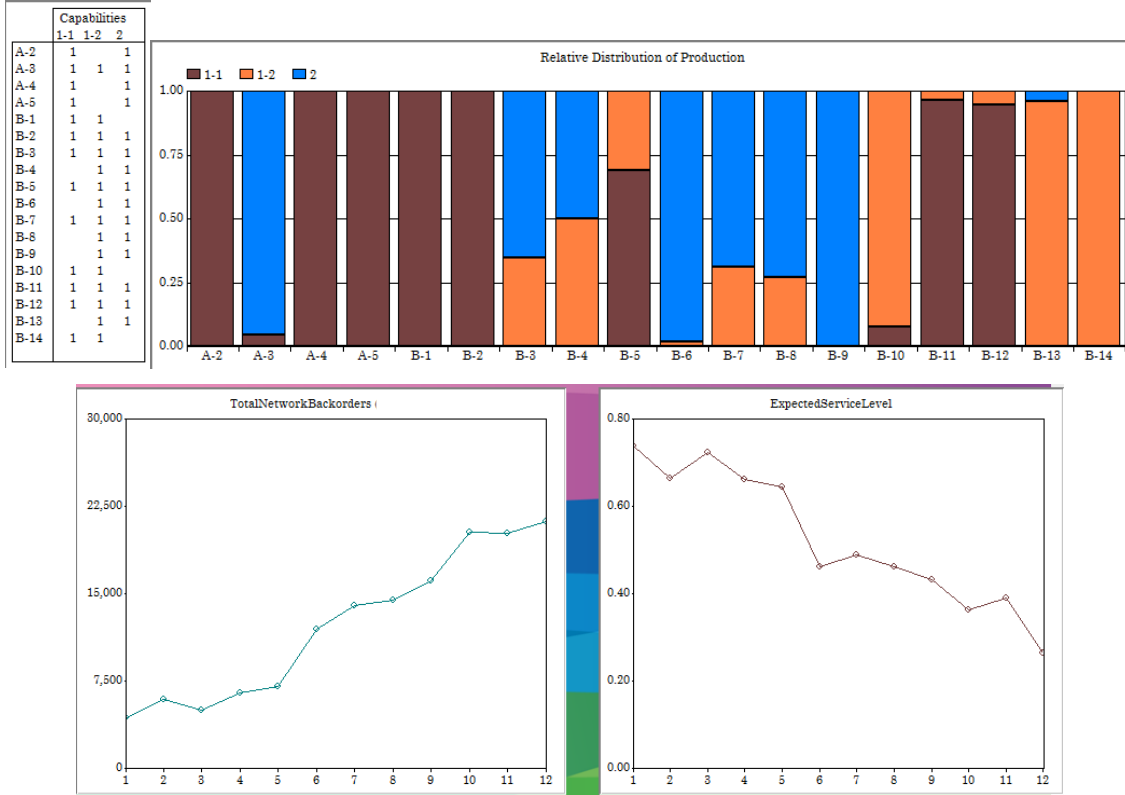 Capabilities
1-1 1-2 2
A-2 1 1
A-3 1 1 1
A-4 1 1
A-5 1 1
B-1 1 1
B-2 1 1 1
B-3 1 1 1
B-4 1 1
B-5 1 1 1
B-6 1 1
B-7 1 1 1
B-8 1 1
B-9 1 1
B-10 1 1
B-11 1 1 1
B-12 1 1 1
B-13 1 1
B-14 1 1
Relative Distribution of Production
1-1 1-2 2
1.00
0.75
0.50
0.25
0.00
A-2 A-3 A-4 A-5 B-1 B-2 B-3 B-4 B-5 B-6 B-7 B-8 B-9 B-10 B-11 B-12 B-13 B-14
TotalNetworkBackorders (
30,000
22,500
15,000
7,500
0
1 2 3 4 5 6 7 8 9 10 11 12
ExpectedServiceLevel
0.80
0.60
0.40
0.20
0.00
1 2 3 4 5 6 7 8 9 10 11 12